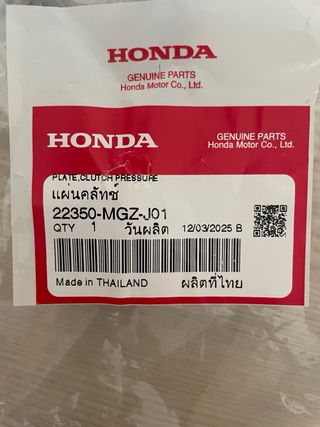 HONDA
GENUINE PARTS
Honda Motor Co., Ltd.
HONDA
GENUINE PARTS
Honda Motor Co., Ltd.
PLATE,CLUTCH PRESSURE
แผ่นคลัทช์
22350-MGZ-J01
QTY 1 วันผลิต 12/03/2025 B
Made in THAILAND ผลิตที่ไทย